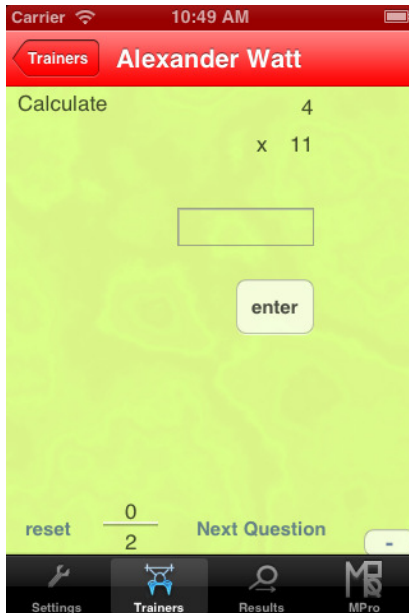 Carrier 10:49 AM
Trainers Alexander Watt
Calculate 4
x 11
enter
0
reset Next Question
2
-
Settings Trainers Results MPro